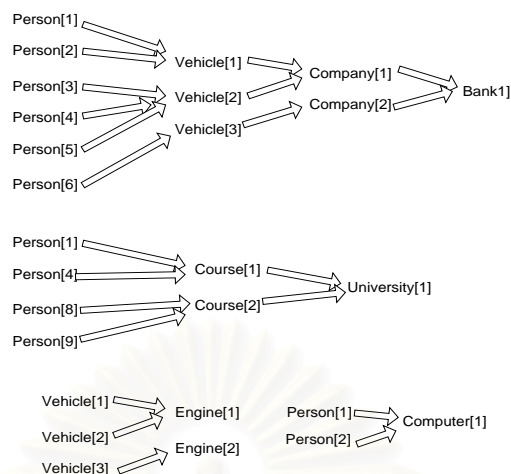 Person[1]
Person[2]
Vehicle[1]
Company[1]
Person[3]
Bank1]
Vehicle[2]
Company[2]
Person[4]
Vehicle[3]
Person[5]
Person[6]
Person[1]
Course[1]
Person[4]
University[1]
Course[2]
Person[8]
Person[9]
Vehicle[1]
Engine[1]
Person[1]
Computer[1]
Vehicle[2]
Person[2]
Engine[2]
Vehicle[3]